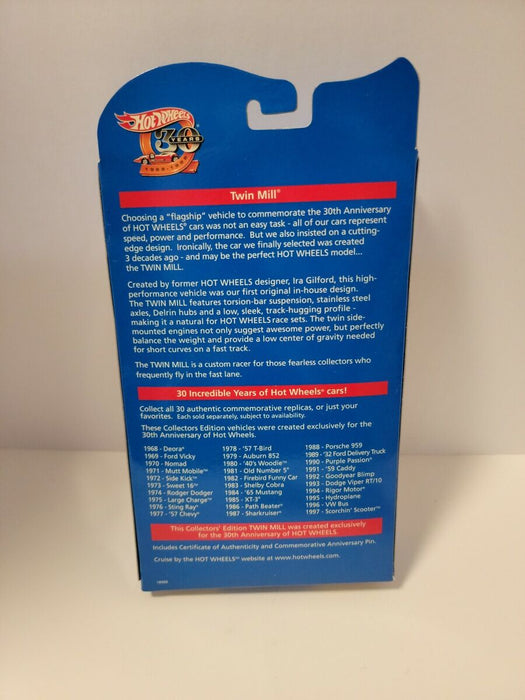 Hot Wheels
30 YEARS
Twin Mill®
Choosing a "flagship" vehicle to commemorate the 30th Anniversary
of HOT WHEELS® cars was not an easy task - all of our cars represent
speed, power and performance. But we also insisted on a cutting-
edge design. Ironically, the car we finally selected was created
3 decades ago - and may be the perfect HOT WHEELS model...
the TWIN MILL.
Created by former HOT WHEELS designer, Ira Gilford, this high-
performance vehicle was our first original in-house design.
The TWIN MILL features torsion-bar suspension, stainless steel
axles, Delrin hubs and a low, sleek, track-hugging profile -
making it a natural for HOT WHEELS race sets. The twin side-
mounted engines not only suggest awesome power, but perfectly
balance the weight and provide a low center of gravity needed
for short curves on a fast track.
The TWIN MILL is a custom racer for those fearless collectors who
frequently fly in the fast lane.
30 Incredible Years of Hot Wheels® cars!
Collect all 30 authentic commemorative replicas, or just your
favorites. Each sold separately, subject to availability.
These Collectors Edition vehicles were created exclusively for the
30th Anniversary of Hot Wheels.
1968 - Deora®
1969 - Ford Vicky
1970 - Nomad
1971 - Mutt Mobile™
1972 - Side Kick™
1973 - Sweet 16™
1974 - Rodger Dodger
1975 - Large Charge™
1976 - Sting Ray®
1977 - '57 Chevy®
1978 - '57 T-Bird
1979 - Auburn 852
1980 - '40's Woodie™
1981 - Old Number 5®
1982 - Firebird Funny Car
1983 - Shelby Cobra
1984 - '65 Mustang
1985 - XT-3®
1986 - Path Beater®
1987 - Sharkruiser®
1988 - Porsche 959
1989 - '32 Ford Delivery Truck
1990 - Purple Passion®
1991 - '59 Caddy
1992 - Goodyear Blimp
1993 - Dodge Viper RT/10
1994 - Rigor Motor®
1995 - Hydroplane
1996 - VW Bus
1997 - Scorchin' Scooter™
This Collectors' Edition TWIN MILL was created exclusively
for the 30th Anniversary of HOT WHEELS.
Includes Certificate of Authenticity and Commemorative Anniversary Pin.
Cruise by the HOT WHEELS website at www.hotwheels.com.